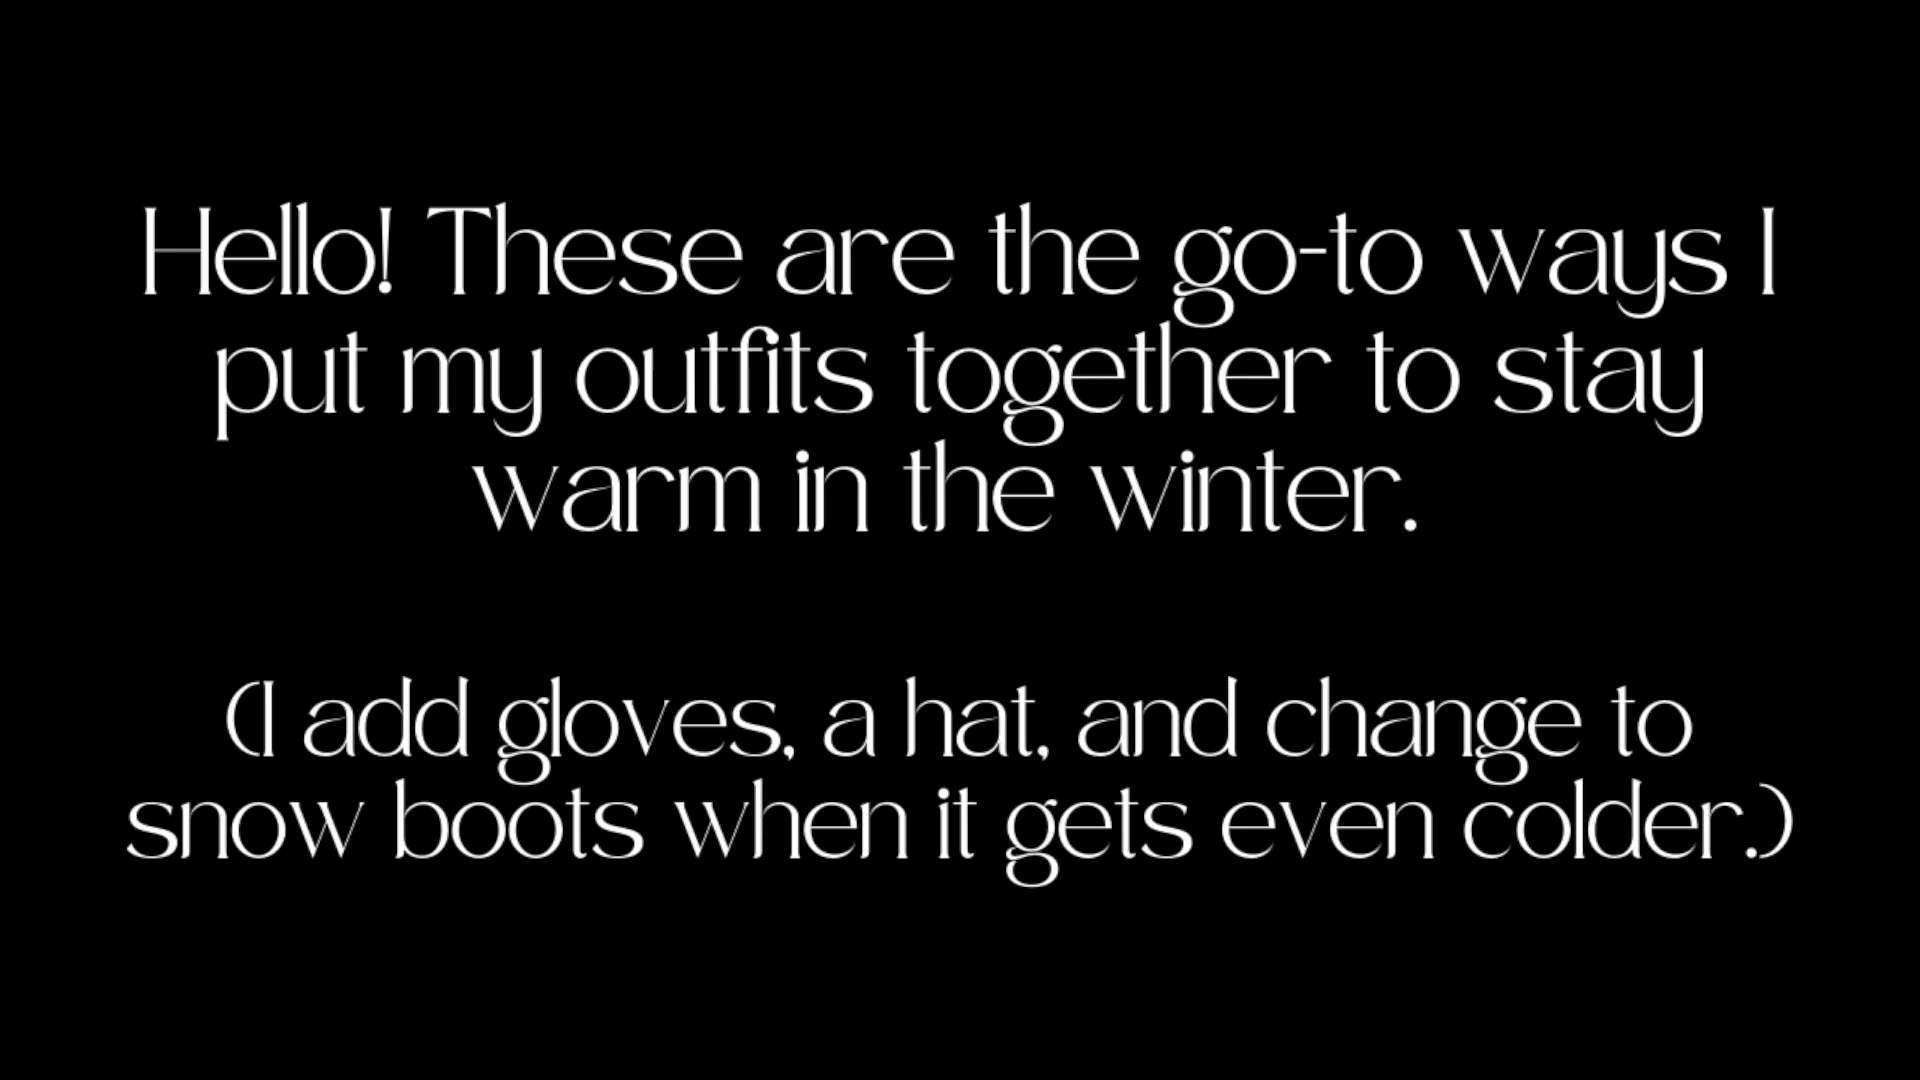 Hello! These are the go-to ways I
put my outfits together to stay
warm in the winter.
(I add gloves, a hat, and change to
snow boots when it gets even colder.)